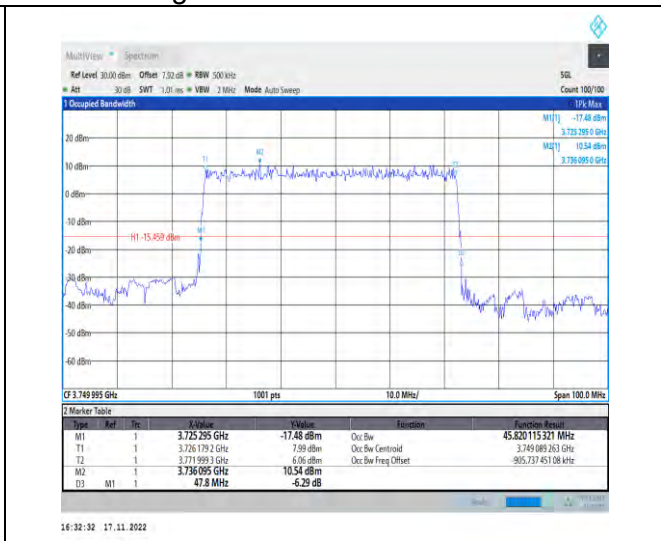 MultiView Spectrum
Ref Level 30.00 dBm Offset 7.92 dB RBW 500 kHz SGL
Att 30 dB SWT 1.01 ms VBW 2 MHz Mode Auto Sweep Count 100/100
1 Occupied Bandwidth 1Pk Max
M1[1] -17.48 dBm
3.725 295 0 GHz
M2[1] 10.54 dBm
3.736 095 0 GHz
20 dBm
M2
T1
10 dBm
0 dBm
-10 dBm
M1
H1 -15.459 dBm
-20 dBm
-30 dBm
-40 dBm
-50 dBm
-60 dBm
CF 3.749 995 GHz 1001 pts 10.0 MHz/ Span 100.0 MHz
2 Marker Table
Type Ref Trc X-Value Y-Value Function Function Result
M1 1 3.725 295 GHz -17.48 dBm Occ Bw 45.820 115 321 MHz
T1 1 3.726 179 2 GHz 7.99 dBm Occ Bw Centroid 3.749 089 263 GHz
T2 1 3.771 999 3 GHz 6.06 dBm Occ Bw Freq Offset -905.737 451 08 kHz
M2 1 3.736 095 GHz 10.54 dBm
D3 M1 1 47.8 MHz -6.29 dB
16:32:32 17.11.2022